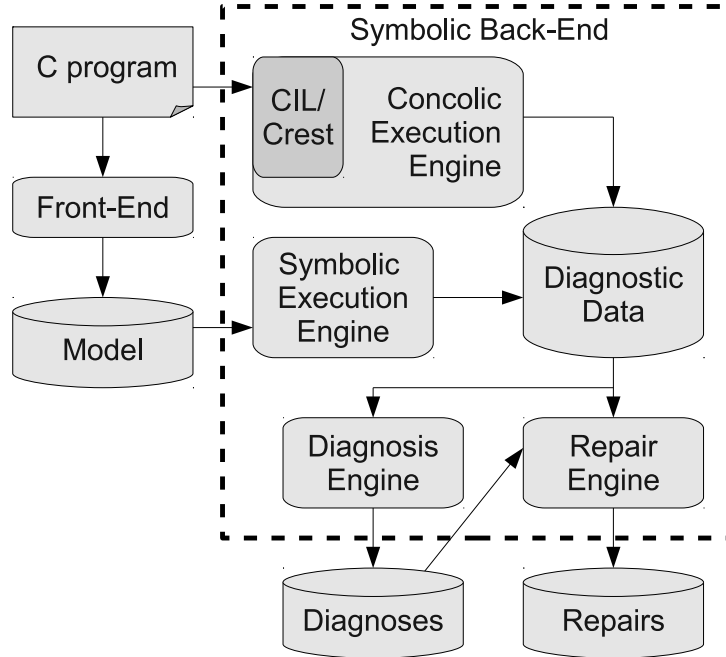 Symbolic Back-End
C program
CIL/
Crest
Concolic
Execution
Engine
Front-End
Symbolic
Execution
Engine
Diagnostic
Data
Model
Diagnosis
Engine
Repair
Engine
Diagnoses
Repairs